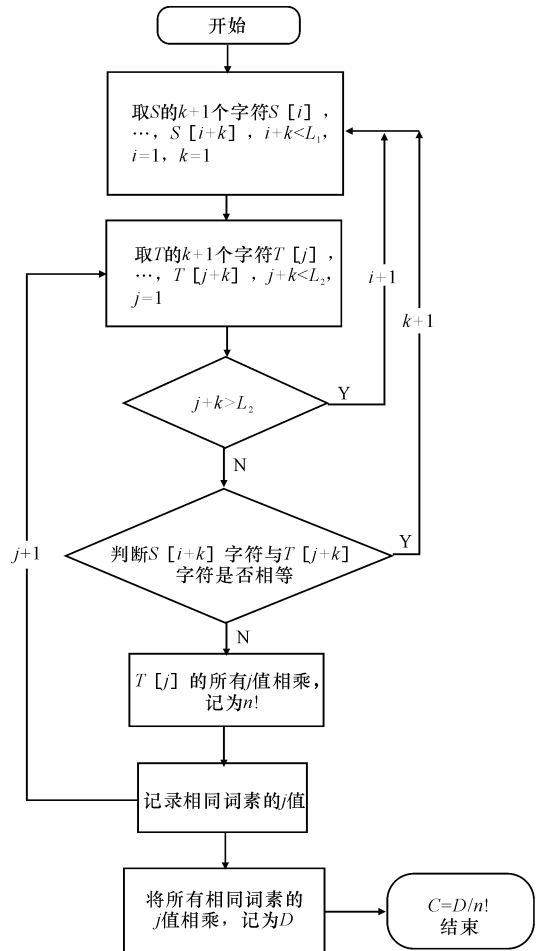 开始
取S的k+1个字符S［i］，
…，S［i+k］，i+k<L₁，
i=1，k=1
取T的k+1个字符T［j］，
…，T［j+k］，j+k<L₂，
j=1
i+1
k+1
j+k>L₂
Y
N
判断S［i+k］字符与T［j+k］
字符是否相等
Y
j+1
N
T［j］的所有j值相乘，
记为n!
记录相同词素的j值
将所有相同词素的
j值相乘，记为D
C=D/n!
结束